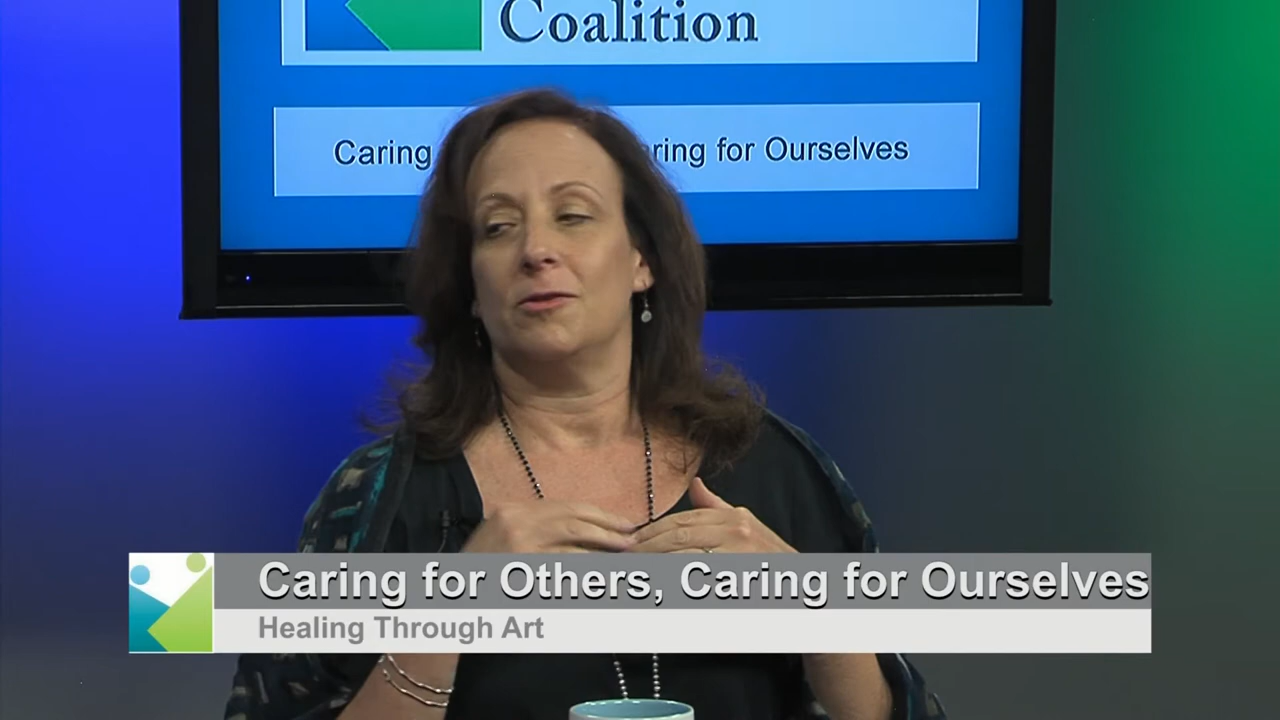 Coalition
Caring ring for Ourselves
Caring for Others, Caring for Ourselves
Healing Through Art